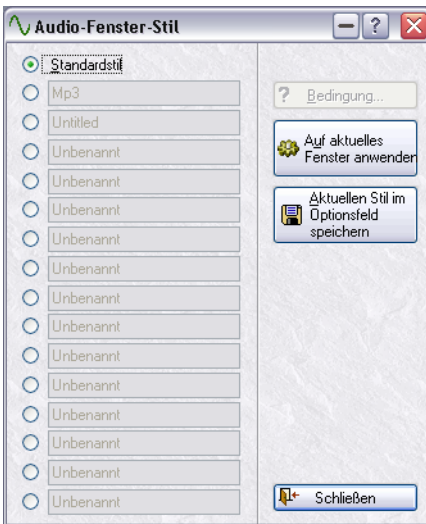 Audio-Fenster-Stil
Standardstil
Mp3
Untitled
Unbenannt
Unbenannt
Unbenannt
Unbenannt
Unbenannt
Unbenannt
Unbenannt
Unbenannt
Unbenannt
Unbenannt
Unbenannt
Unbenannt
Unbenannt
? Bedingung...
Auf aktuelles
Fenster anwenden
Aktuellen Stil im
Optionsfeld
speichern
Schließen